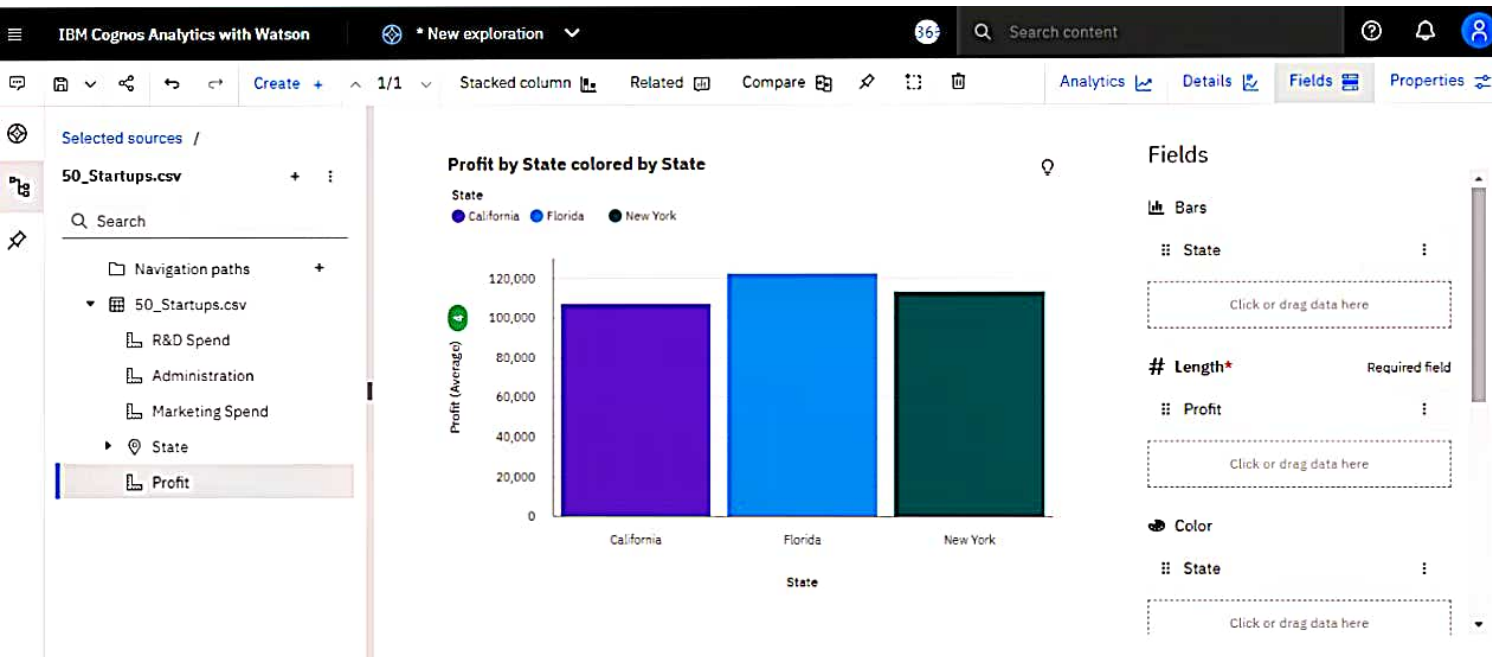 IBM Cognos Analytics with Watson
* New exploration
Search content
Create +
1/1
Stacked column
Related
Compare
Analytics
Details
Fields
Properties
Selected sources /
50_Startups.csv
Search
Navigation paths
50_Startups.csv
R&D Spend
Administration
Marketing Spend
State
Profit
Profit by State colored by State
State
California Florida New York
120,000
100,000
80,000
60,000
40,000
20,000
0
Profit (Average)
California Florida New York
State
Fields
Bars
State
Click or drag data here
# Length* Required field
Profit
Click or drag data here
Color
State
Click or drag data here